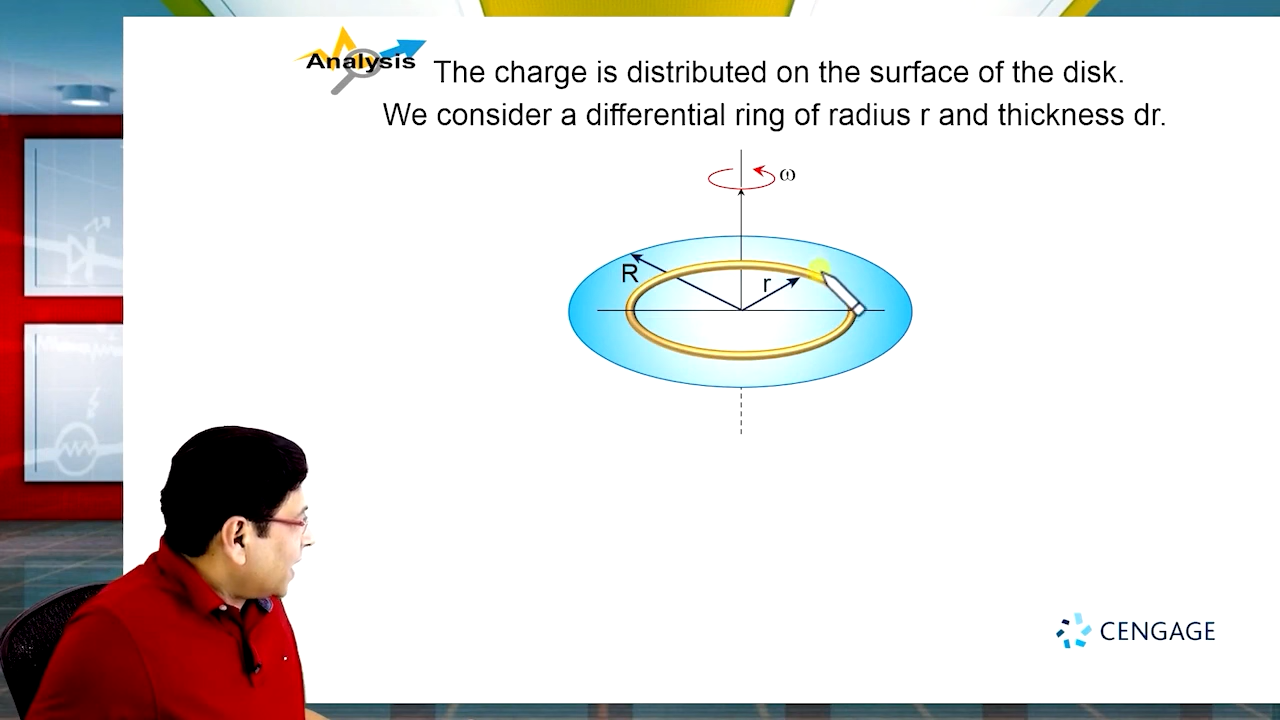 Analysis
The charge is distributed on the surface of the disk.
We consider a differential ring of radius r and thickness dr.
ω
R
r
CENGAGE